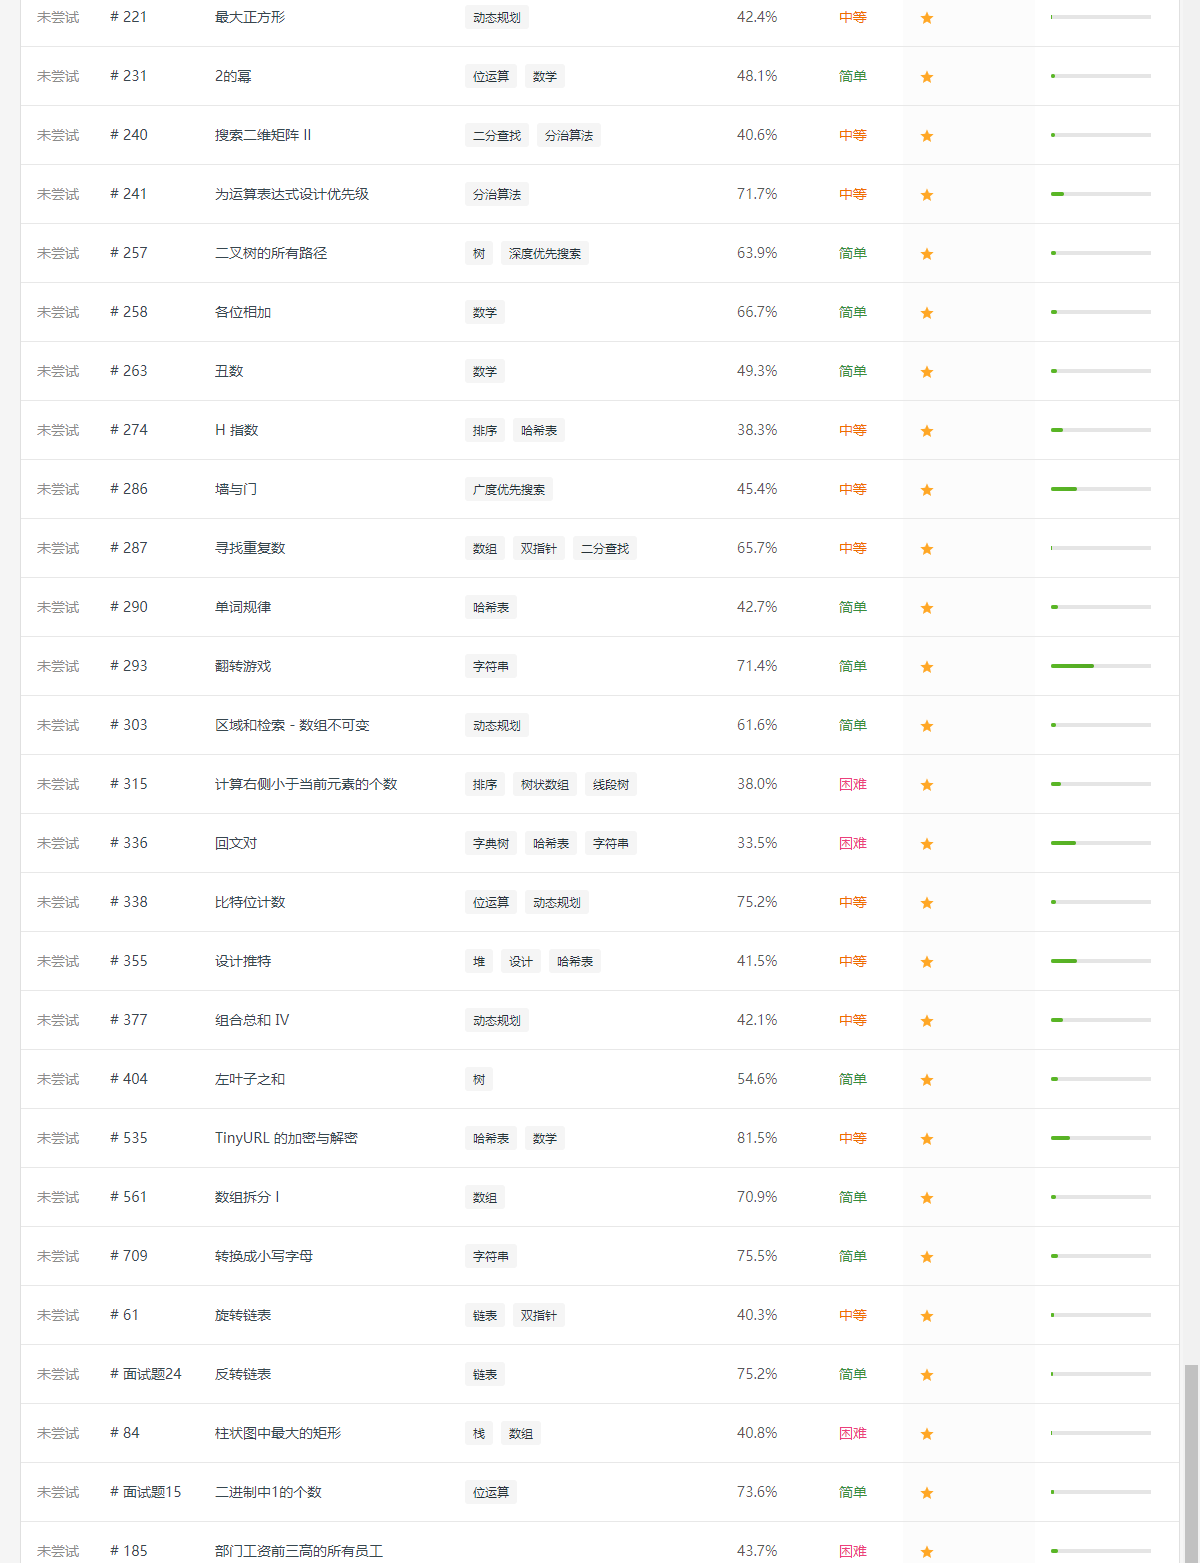 未尝试 # 221 最大正方形 动态规划 42.4% 中等
未尝试 # 231 2的幂 位运算 数学 48.1% 简单
未尝试 # 240 搜索二维矩阵 II 二分查找 分治算法 40.6% 中等
未尝试 # 241 为运算表达式设计优先级 分治算法 71.7% 中等
未尝试 # 257 二叉树的所有路径 树 深度优先搜索 63.9% 简单
未尝试 # 258 各位相加 数学 66.7% 简单
未尝试 # 263 丑数 数学 49.3% 简单
未尝试 # 274 H 指数 排序 哈希表 38.3% 中等
未尝试 # 286 墙与门 广度优先搜索 45.4% 中等
未尝试 # 287 寻找重复数 数组 双指针 二分查找 65.7% 中等
未尝试 # 290 单词规律 哈希表 42.7% 简单
未尝试 # 293 翻转游戏 字符串 71.4% 简单
未尝试 # 303 区域和检索 - 数组不可变 动态规划 61.6% 简单
未尝试 # 315 计算右侧小于当前元素的个数 排序 树状数组 线段树 38.0% 困难
未尝试 # 336 回文对 字典树 哈希表 字符串 33.5% 困难
未尝试 # 338 比特位计数 位运算 动态规划 75.2% 中等
未尝试 # 355 设计推特 堆 设计 哈希表 41.5% 中等
未尝试 # 377 组合总和 IV 动态规划 42.1% 中等
未尝试 # 404 左叶子之和 树 54.6% 简单
未尝试 # 535 TinyURL 的加密与解密 哈希表 数学 81.5% 中等
未尝试 # 561 数组拆分 I 数组 70.9% 简单
未尝试 # 709 转换成小写字母 字符串 75.5% 简单
未尝试 # 61 旋转链表 链表 双指针 40.3% 中等
未尝试 # 面试题24 反转链表 链表 75.2% 简单
未尝试 # 84 柱状图中最大的矩形 栈 数组 40.8% 困难
未尝试 # 面试题15 二进制中1的个数 位运算 73.6% 简单
未尝试 # 185 部门工资前三高的所有员工 43.7% 困难